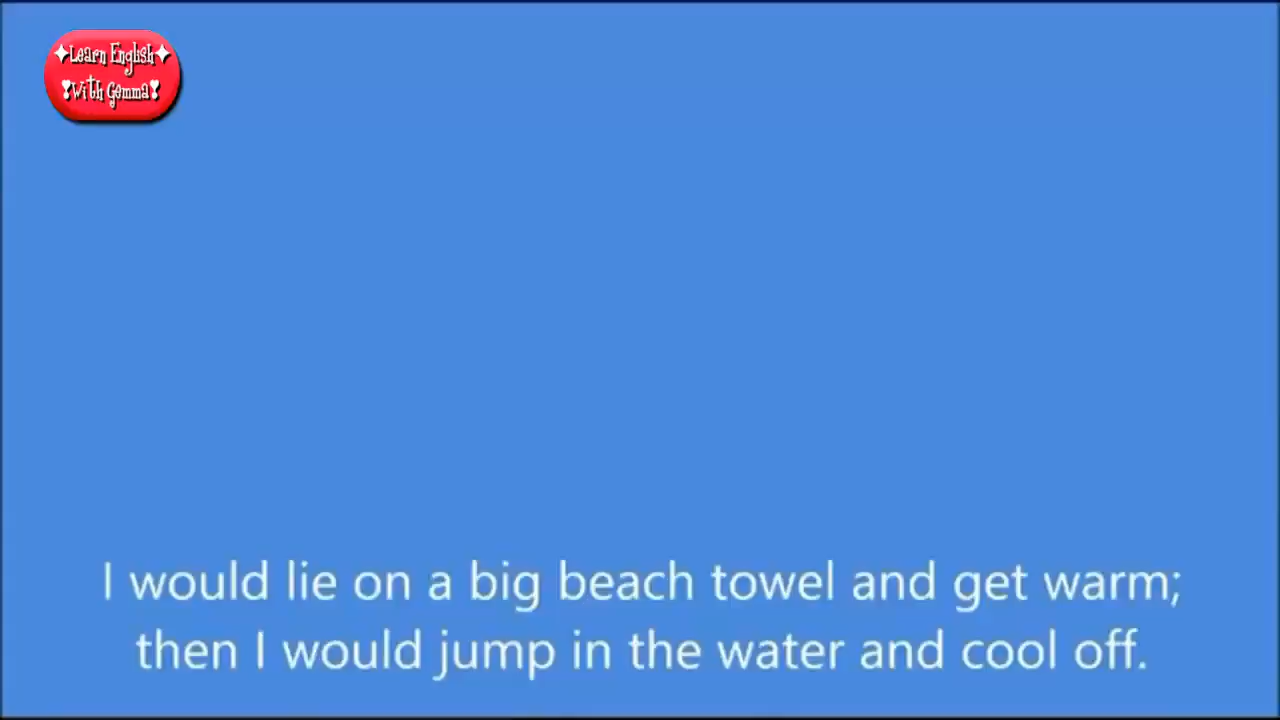 ✦Learn English✦
❣With Gemma❣
I would lie on a big beach towel and get warm;
then I would jump in the water and cool off.